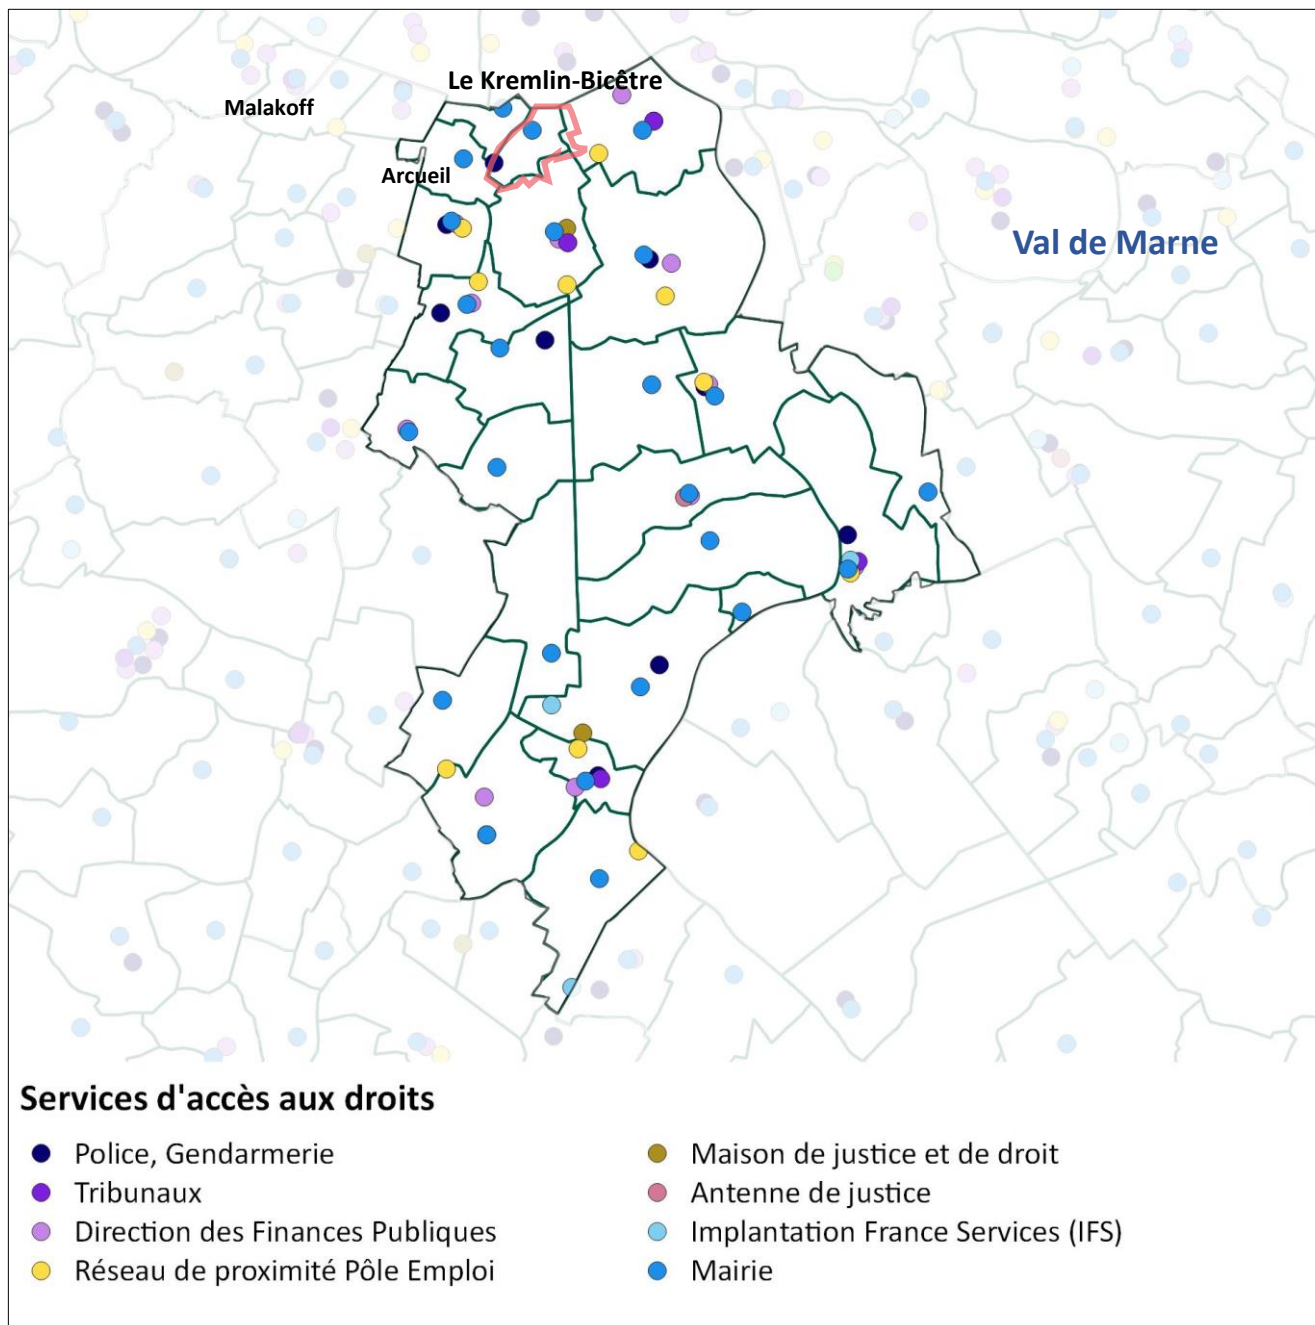 Le Kremlin-Bicêtre
Malakoff
Arcueil
Val de Marne
Services d'accès aux droits
Police, Gendarmerie
Tribunaux
Direction des Finances Publiques
Réseau de proximité Pôle Emploi
Maison de justice et de droit
Antenne de justice
Implantation France Services (IFS)
Mairie